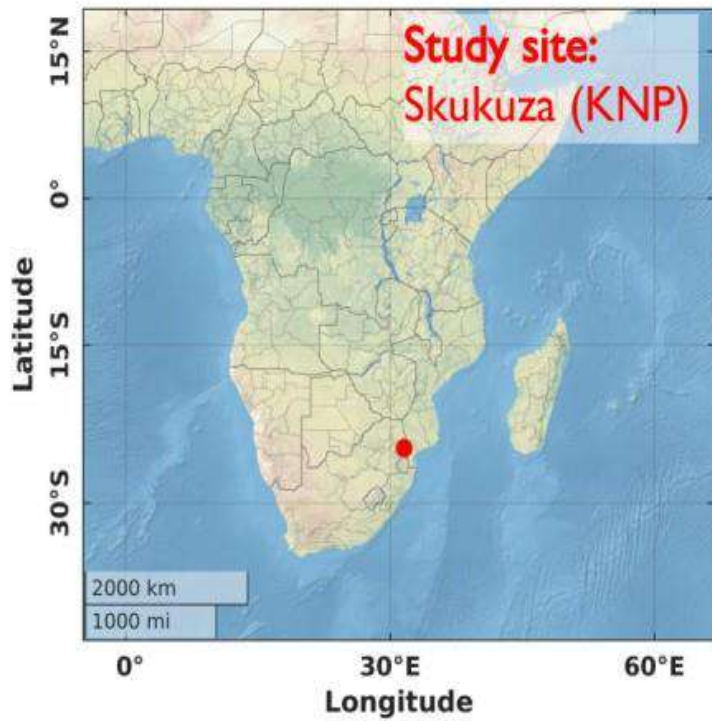 Study site:
Skukuza (KNP)
15°N
0°
15°S
30°S
Latitude
2000 km
1000 mi
0°
30°E
60°E
Longitude